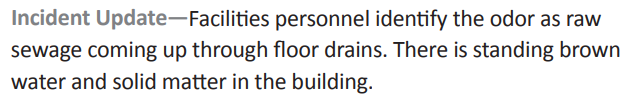 Incident Update—Facilities personnel identify the odor as raw
sewage coming up through floor drains. There is standing brown
water and solid matter in the building.